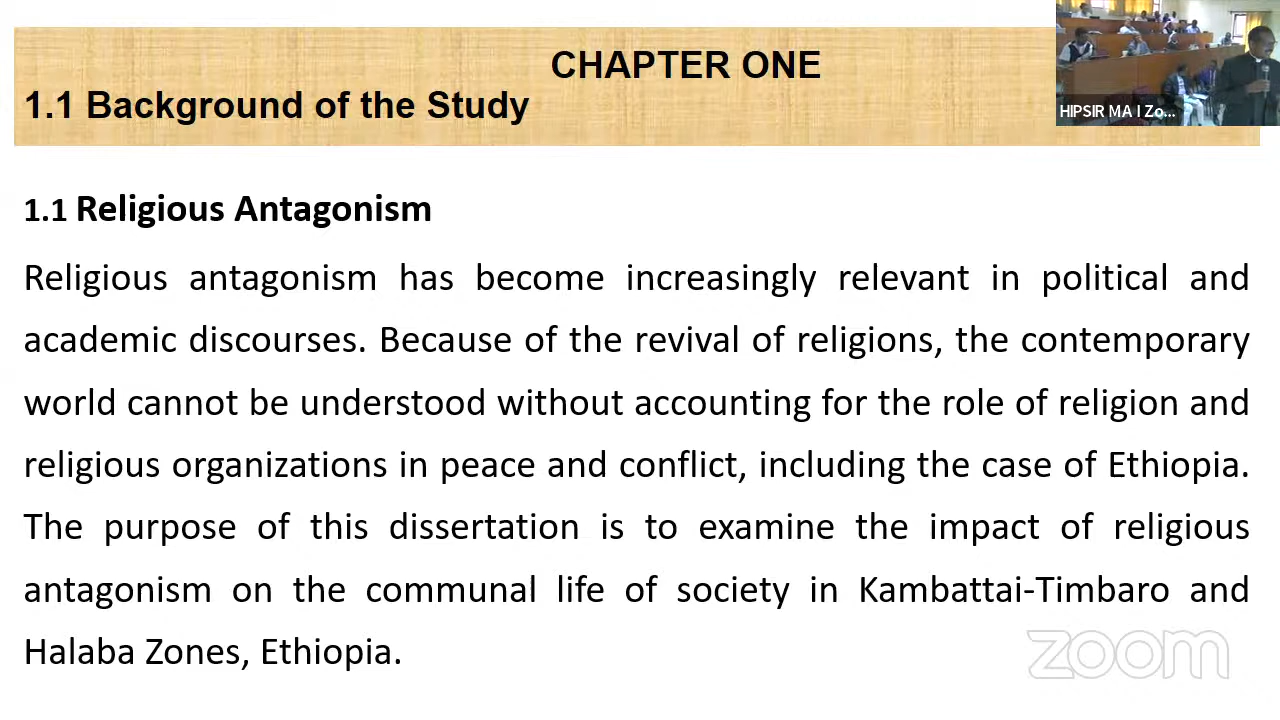 CHAPTER ONE
1.1 Background of the Study
HIPSIR MA I Zo...
1.1 Religious Antagonism
Religious antagonism has become increasingly relevant in political and
academic discourses. Because of the revival of religions, the contemporary
world cannot be understood without accounting for the role of religion and
religious organizations in peace and conflict, including the case of Ethiopia.
The purpose of this dissertation is to examine the impact of religious
antagonism on the communal life of society in Kambattai-Timbaro and
Halaba Zones, Ethiopia.
zoom